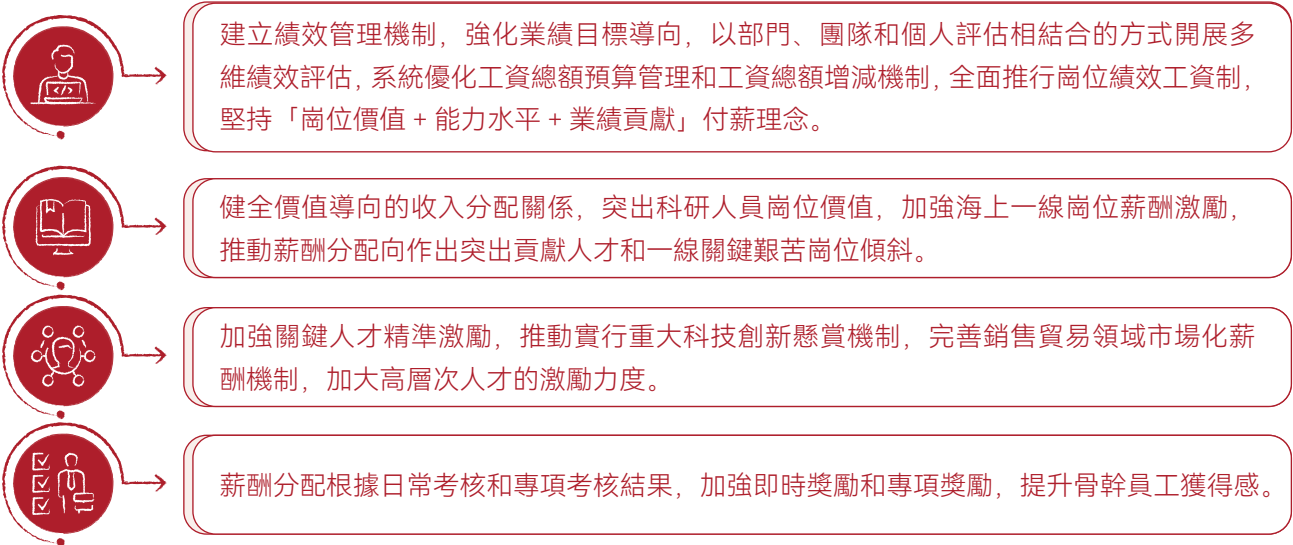 建立績效管理機制，強化業績目標導向，以部門、團隊和個人評估相結合的方式開展多
維績效評估，系統優化工資總額預算管理和工資總額增減機制，全面推行崗位績效工資制，
堅持「崗位價值 + 能力水平 + 業績貢獻」付薪理念。
健全價值導向的收入分配關係，突出科研人員崗位價值，加強海上一線崗位薪酬激勵，
推動薪酬分配向作出突出貢獻人才和一線關鍵艱苦崗位傾斜。
加強關鍵人才精準激勵，推動實行重大科技創新懸賞機制，完善銷售貿易領域市場化薪
酬機制，加大高層次人才的激勵力度。
薪酬分配根據日常考核和專項考核結果，加強即時獎勵和專項獎勵，提升骨幹員工獲得感。